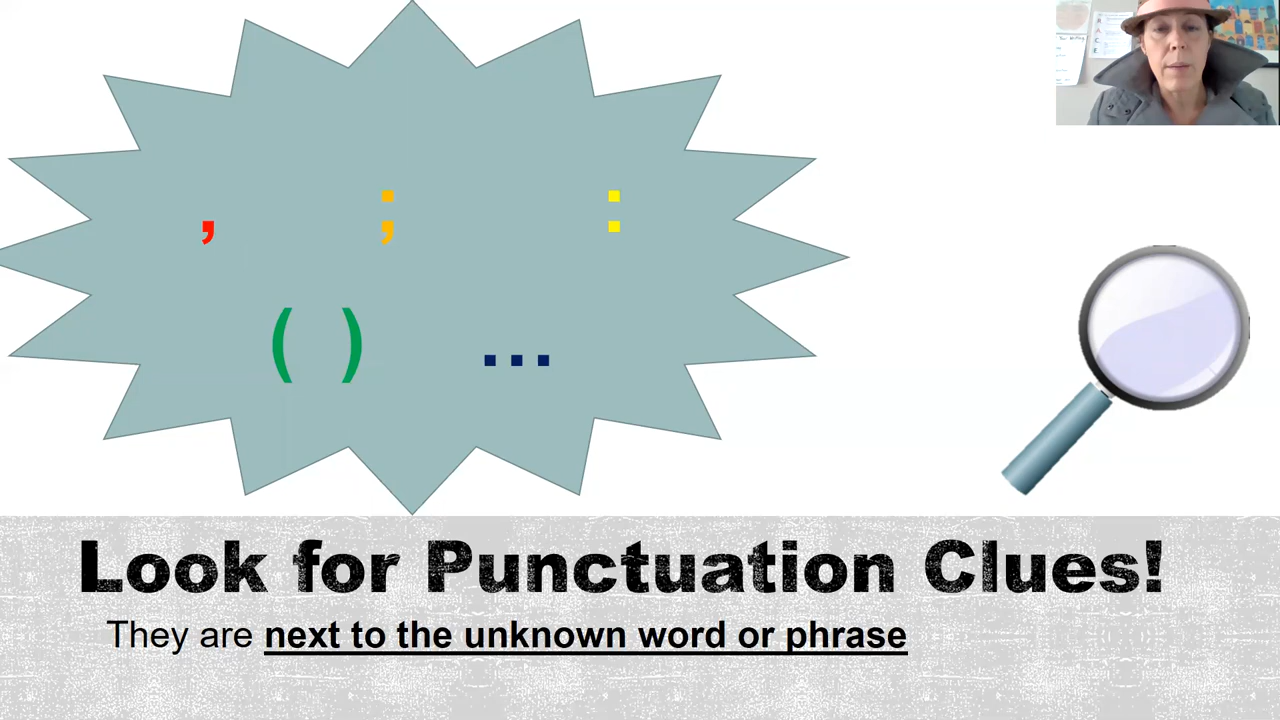 , ; :
( ) ...
Look for Punctuation Clues!
They are next to the unknown word or phrase